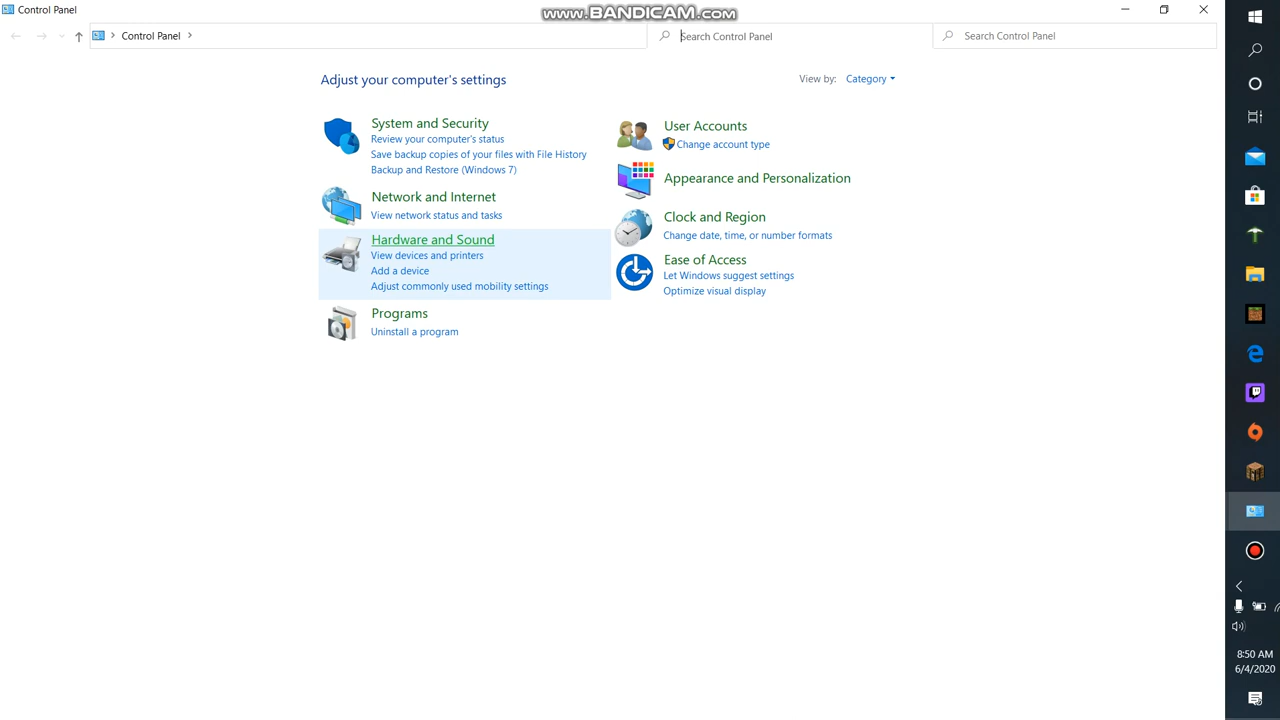 Control Panel
www.BANDICAM.com
Control Panel
Search Control Panel
Search Control Panel
Adjust your computer's settings
View by: Category
System and Security
Review your computer's status
Save backup copies of your files with File History
Backup and Restore (Windows 7)
Network and Internet
View network status and tasks
Hardware and Sound
View devices and printers
Add a device
Adjust commonly used mobility settings
Programs
Uninstall a program
User Accounts
Change account type
Appearance and Personalization
Clock and Region
Change date, time, or number formats
Ease of Access
Let Windows suggest settings
Optimize visual display
8:50 AM
6/4/2020